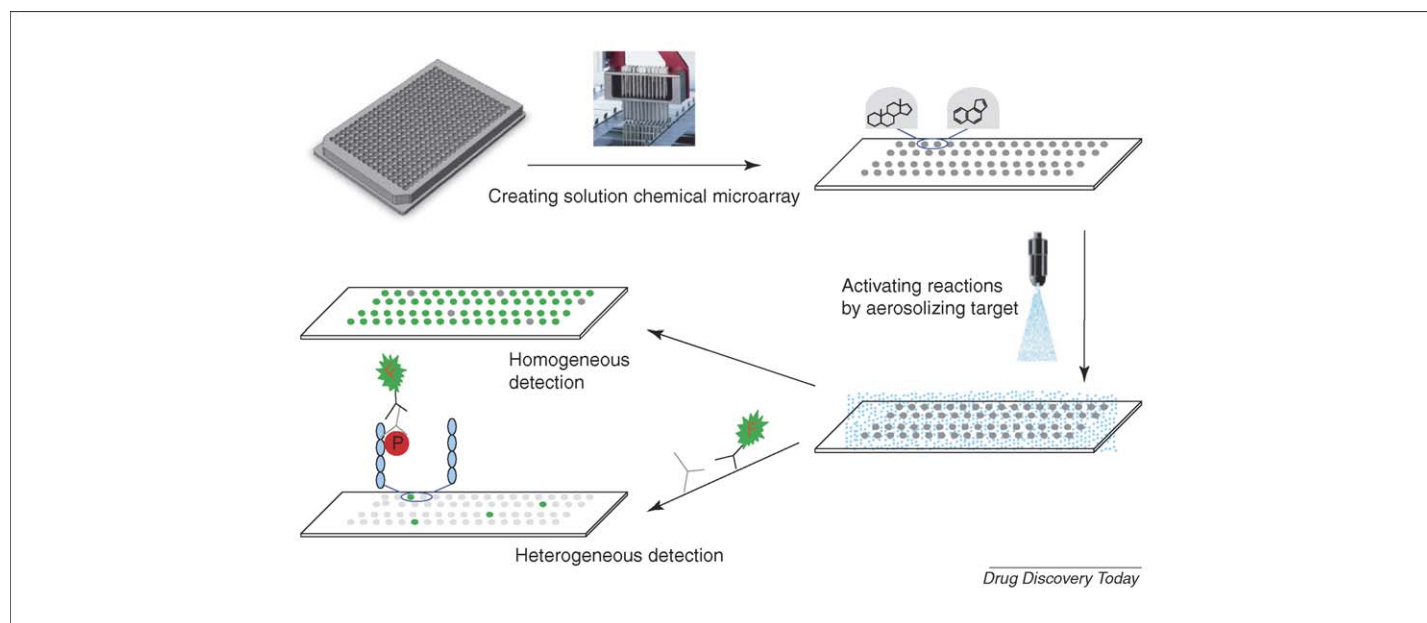 Creating solution chemical microarray
Activating reactions
by aerosolizing target
Homogeneous
detection
F
P
F
Heterogeneous detection
Drug Discovery Today